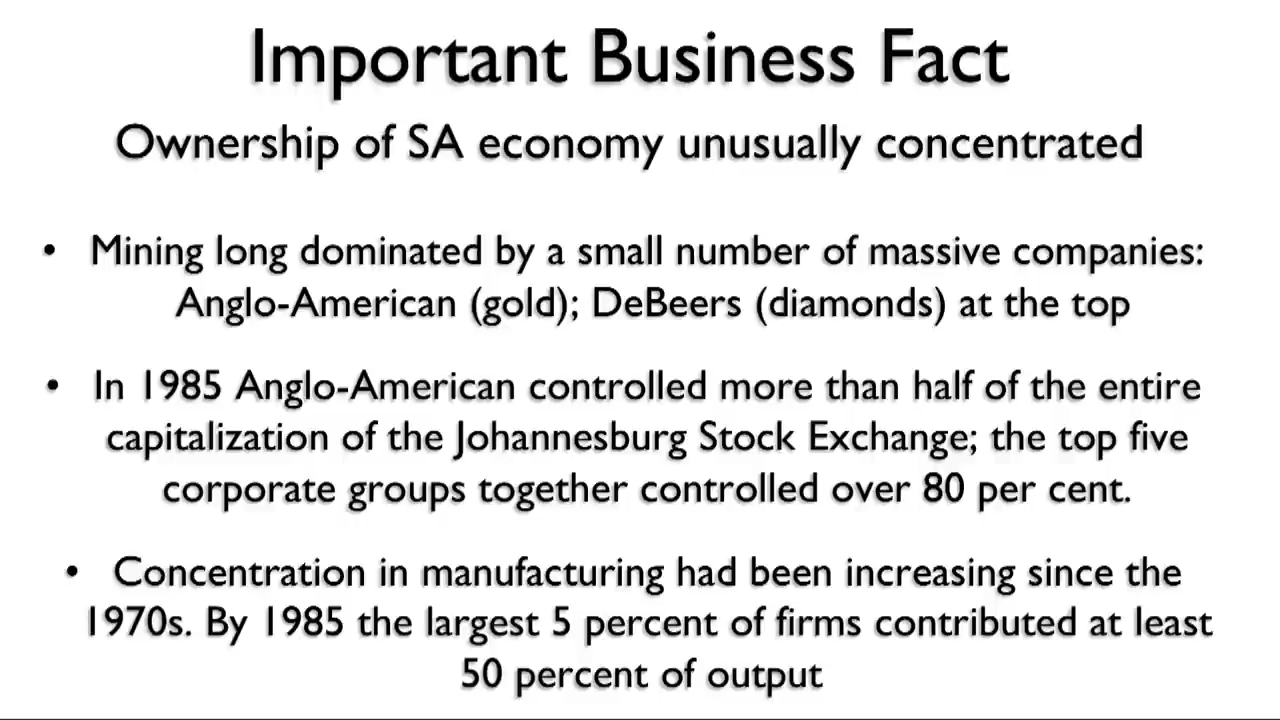 Important Business Fact
Ownership of SA economy unusually concentrated
• Mining long dominated by a small number of massive companies:
Anglo-American (gold); DeBeers (diamonds) at the top
• In 1985 Anglo-American controlled more than half of the entire
capitalization of the Johannesburg Stock Exchange; the top five
corporate groups together controlled over 80 per cent.
• Concentration in manufacturing had been increasing since the
1970s. By 1985 the largest 5 percent of firms contributed at least
50 percent of output